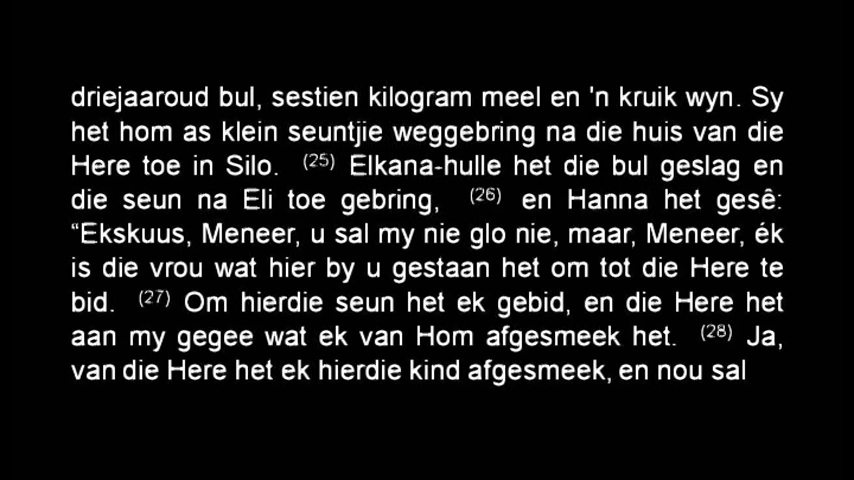 driejaaroud bul, sestien kilogram meel en 'n kruik wyn. Sy
het hom as klein seuntjie weggebring na die huis van die
Here toe in Silo. (25) Elkana-hulle het die bul geslag en
die seun na Eli toe gebring, (26) en Hanna het gesê:
“Ekskuus, Meneer, u sal my nie glo nie, maar, Meneer, ék
is die vrou wat hier by u gestaan het om tot die Here te
bid. (27) Om hierdie seun het ek gebid, en die Here het
aan my gegee wat ek van Hom afgesmeek het. (28) Ja,
van die Here het ek hierdie kind afgesmeek, en nou sal